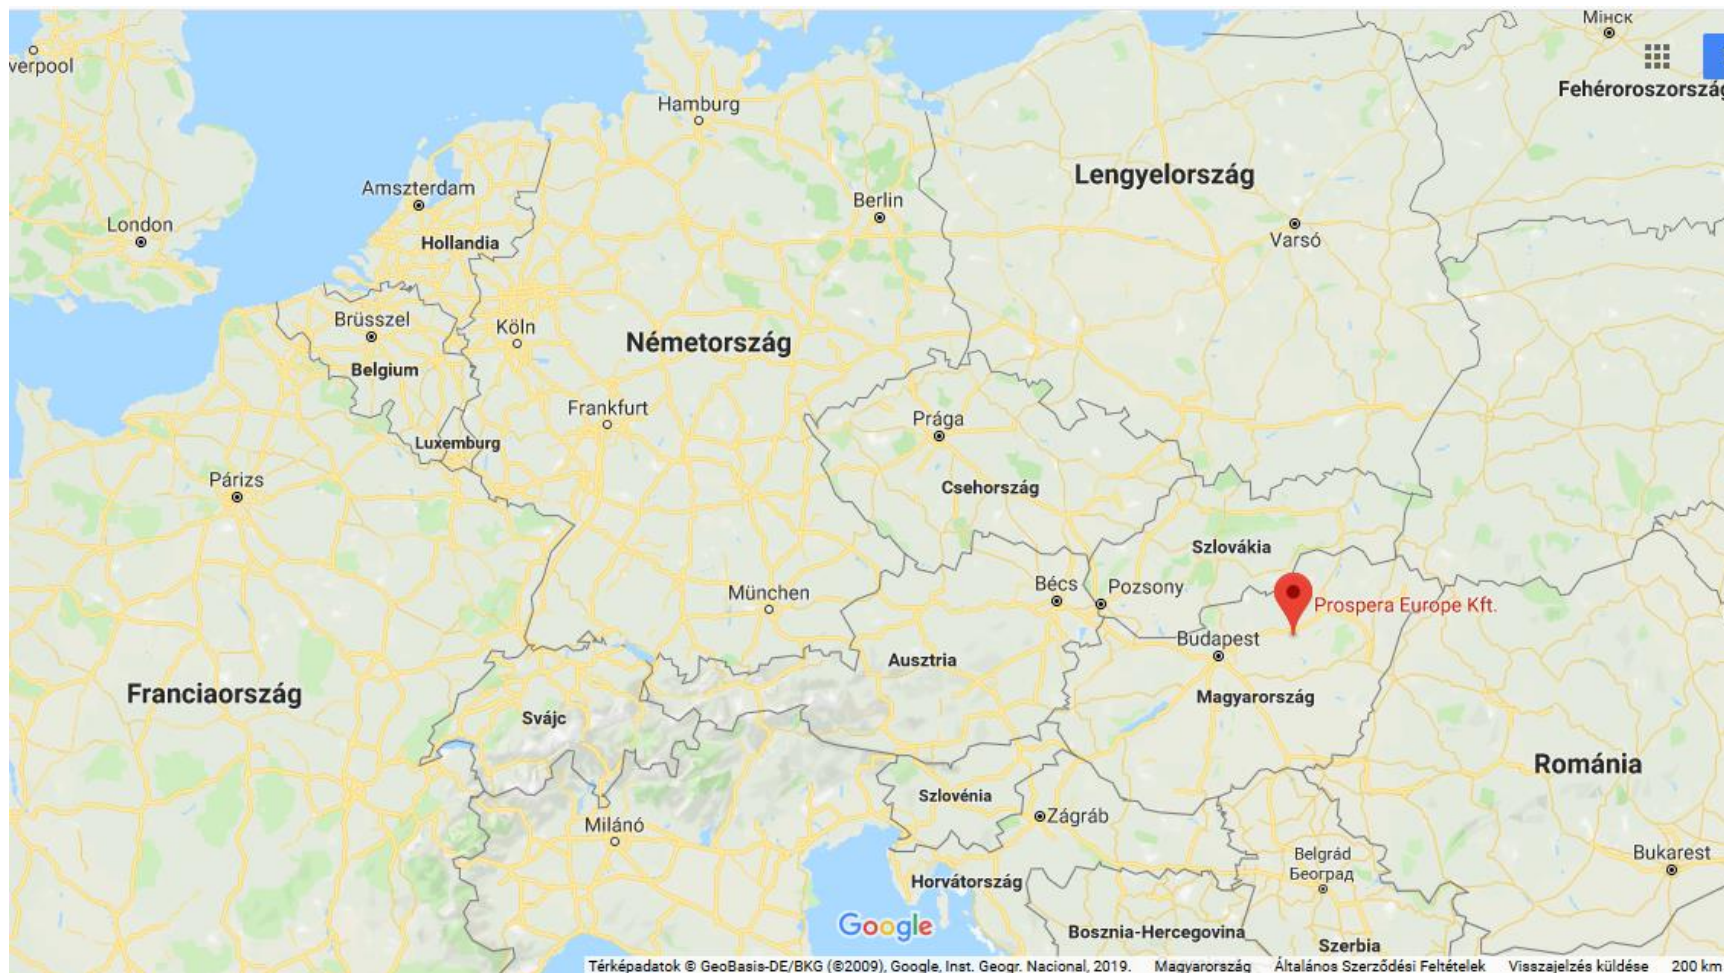 Мінск
verpool
Fehéroroszország
Hamburg
Lengyelország
Amszterdam
Berlin
London
Hollandia
Varsó
Brüsszel
Köln
Németország
Belgium
Frankfurt
Prága
Luxemburg
Párizs
Csehország
Szlovákia
München
Bécs
Pozsony
Prospera Europe Kft.
Budapest
Ausztria
Franciaország
Magyarország
Svájc
Románia
Szlovénia
Zágráb
Milánó
Belgrád
Београд
Bukarest
Horvátország
Google
Bosznia-Hercegovina
Szerbia
Térképadatok © GeoBasis-DE/BKG (©2009), Google, Inst. Geogr. Nacional, 2019. Magyarország Általános Szerződési Feltételek Visszajelzés küldése 200 km